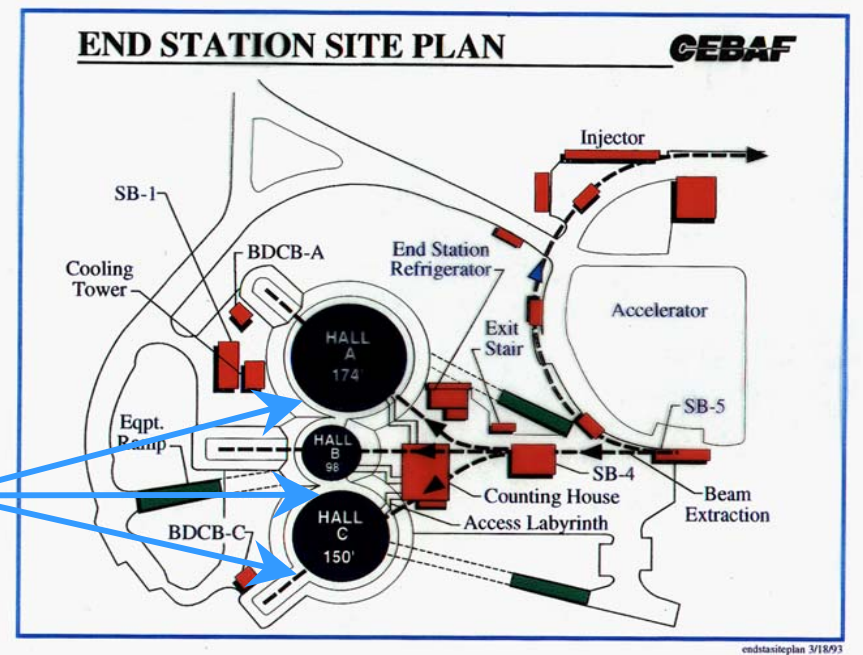 END STATION SITE PLAN
CEBAF
Injector
SB-1
BDCB-A
End Station
Refrigerator
Cooling
Tower
Accelerator
Exit
Stair
HALL
A
174'
SB-5
Eqpt.
Ramp
HALL
B
98
SB-4
Counting House
Beam
Extraction
Access Labyrinth
BDCB-C
HALL
C
150'
endstasiteplan 3/18/93